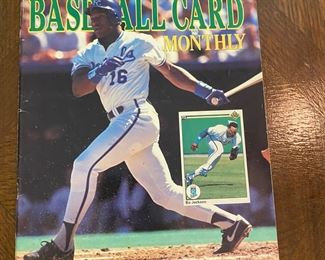 BASEBALL CARD
MONTHLY
16
Bo Jackson